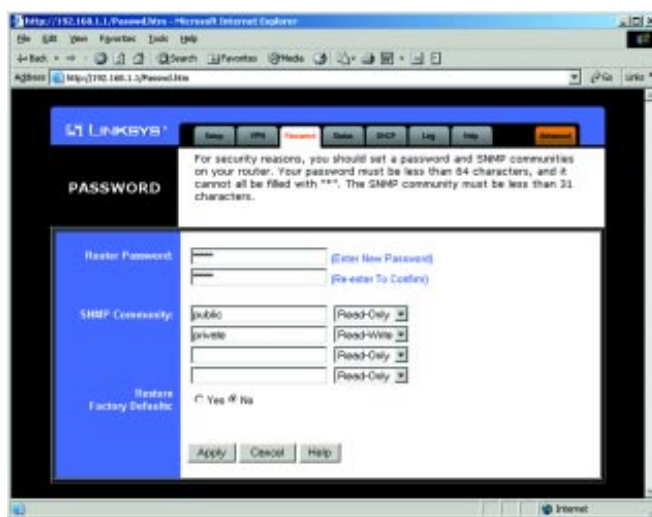 http://192.168.1.1/Passwd.htm - Microsoft Internet Explorer
File Edit View Favorites Tools Help
Back Search Favorites Media
Address http://192.168.1.1/Passwd.htm Go Links
LINKSYS
Setup VPN Password Status DHCP Log Help Advanced
PASSWORD
For security reasons, you should set a password and SNMP communities
on your router. Your password must be less than 64 characters, and it
cannot all be filled with "*". The SNMP community must be less than 31
characters.
Router Password:
(Enter New Password)
(Re-enter To Confirm)
SNMP Community:
public Read-Only
private Read-Write
Read-Only
Read-Only
Restore
Factory Defaults:
Yes No
Apply Cancel Help
Internet